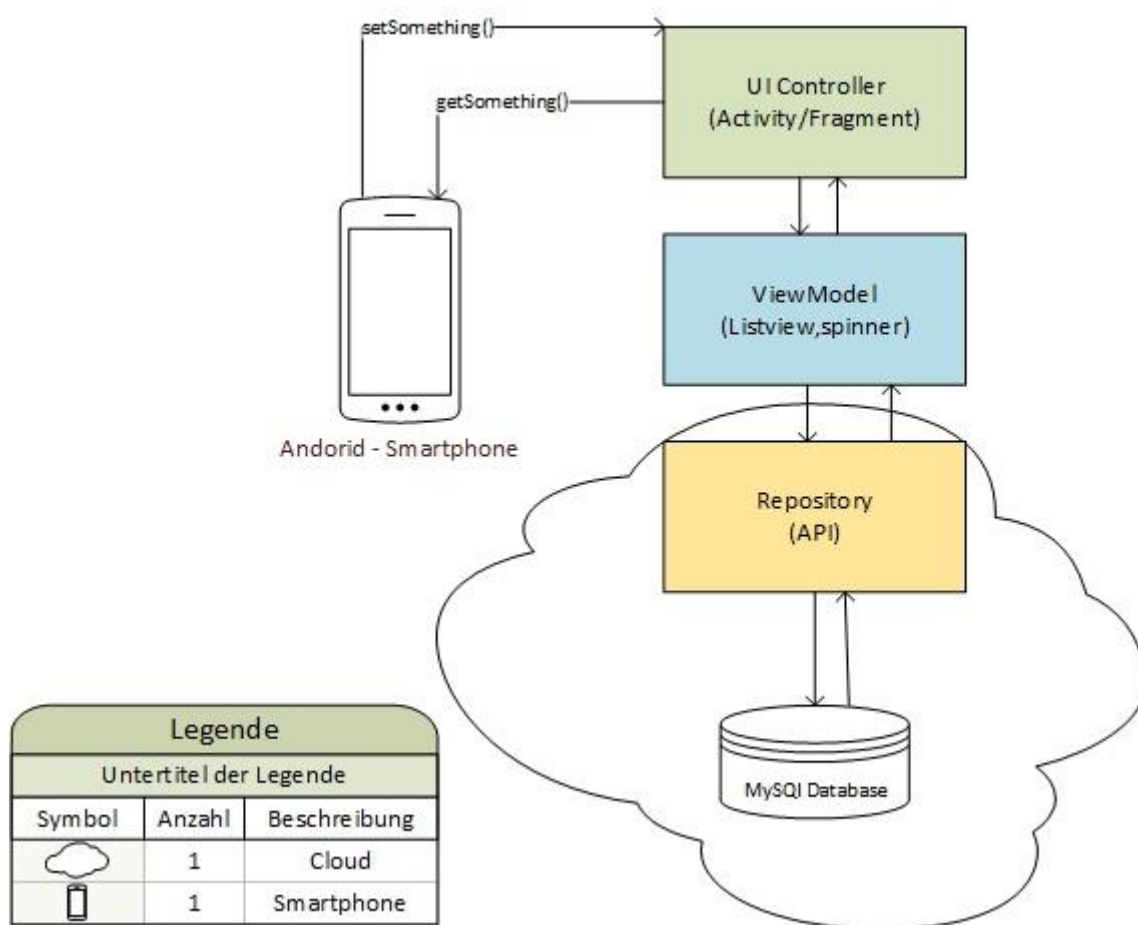 setSomething()
getSomething()
UI Controller
(Activity/Fragment)
ViewModel
(Listview,spinner)
Andorid - Smartphone
Repository
(API)
MySQl Database
Legende
Untertitel der Legende
Symbol Anzahl Beschreibung
1 Cloud
1 Smartphone